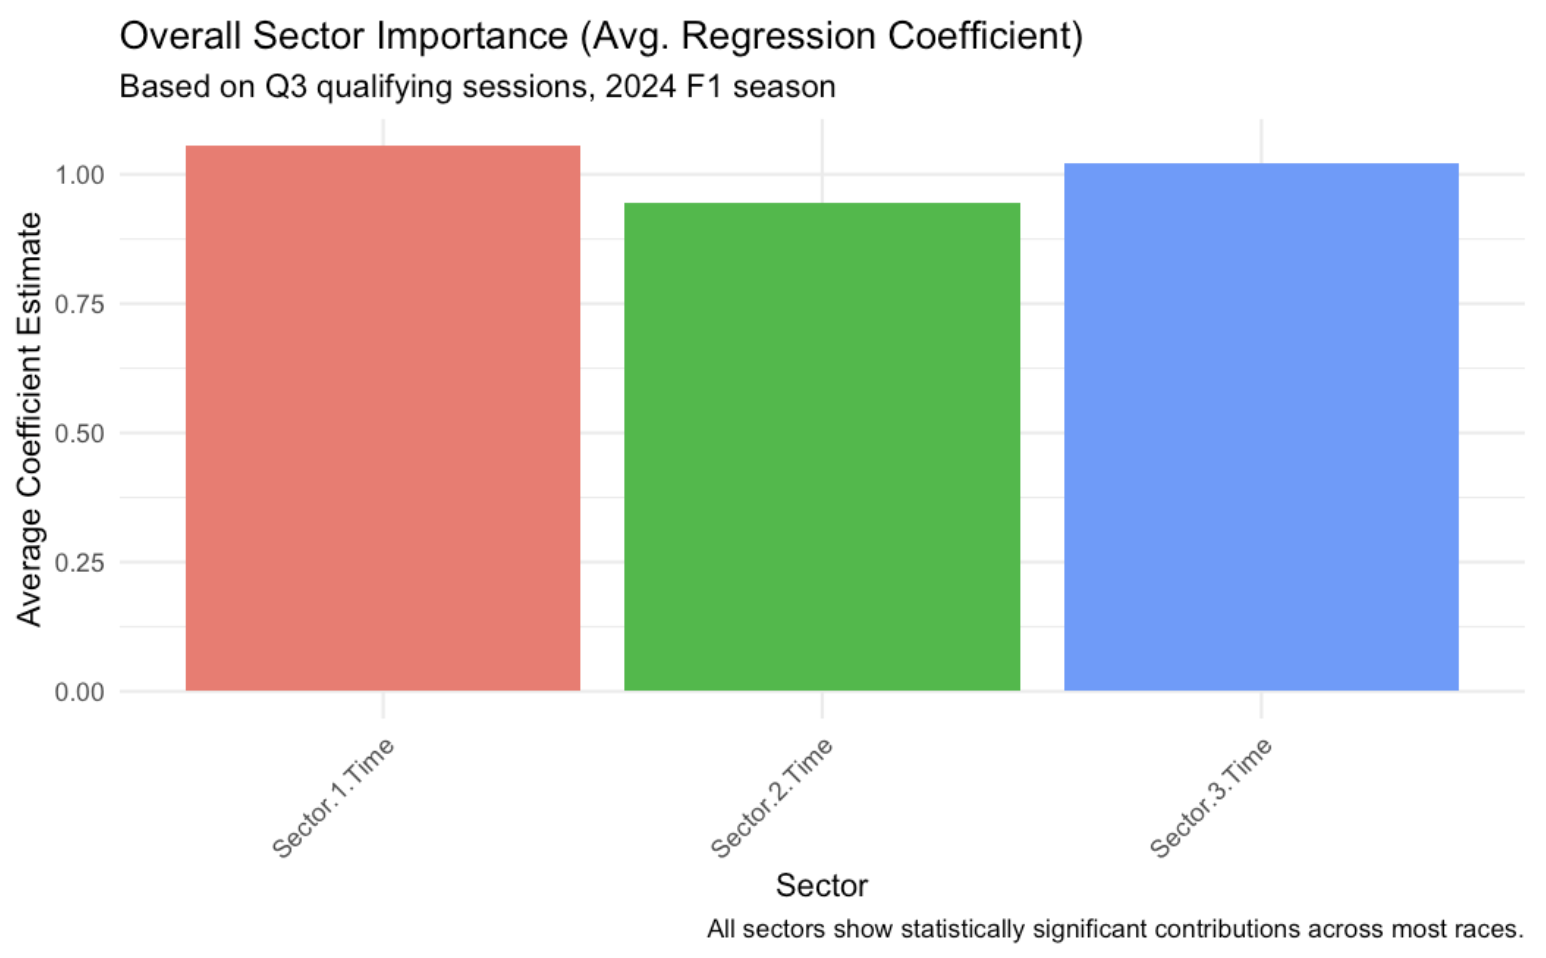 Overall Sector Importance (Avg. Regression Coefficient)
Based on Q3 qualifying sessions, 2024 F1 season
Average Coefficient Estimate
1.00
0.75
0.50
0.25
0.00
Sector.1.Time
Sector.2.Time
Sector.3.Time
Sector
All sectors show statistically significant contributions across most races.